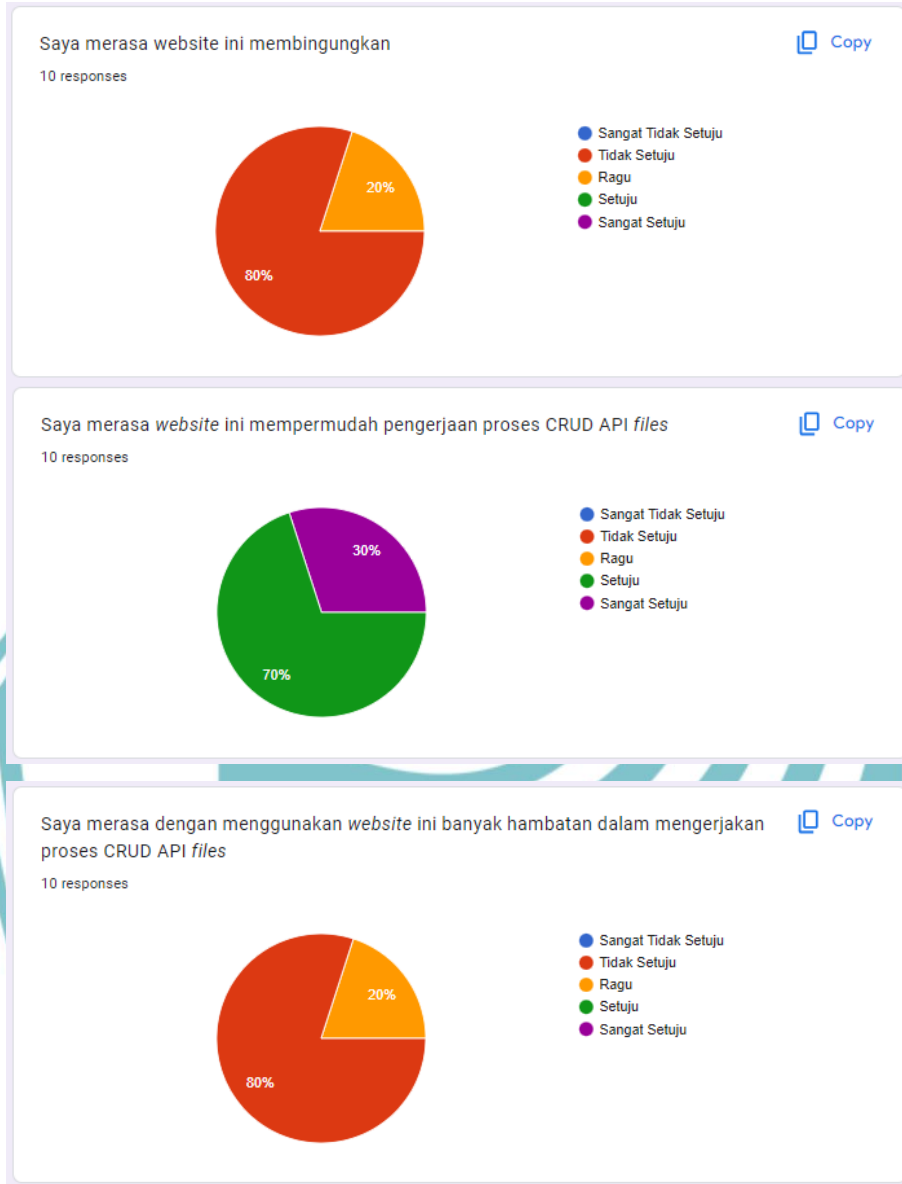 Saya merasa website ini membingungkan
Copy
10 responses
Sangat Tidak Setuju
Tidak Setuju
Ragu
Setuju
Sangat Setuju
20%
80%
Saya merasa website ini mempermudah pengerjaan proses CRUD API files
Copy
10 responses
Sangat Tidak Setuju
Tidak Setuju
Ragu
Setuju
Sangat Setuju
30%
70%
Saya merasa dengan menggunakan website ini banyak hambatan dalam mengerjakan
proses CRUD API files
Copy
10 responses
Sangat Tidak Setuju
Tidak Setuju
Ragu
Setuju
Sangat Setuju
20%
80%